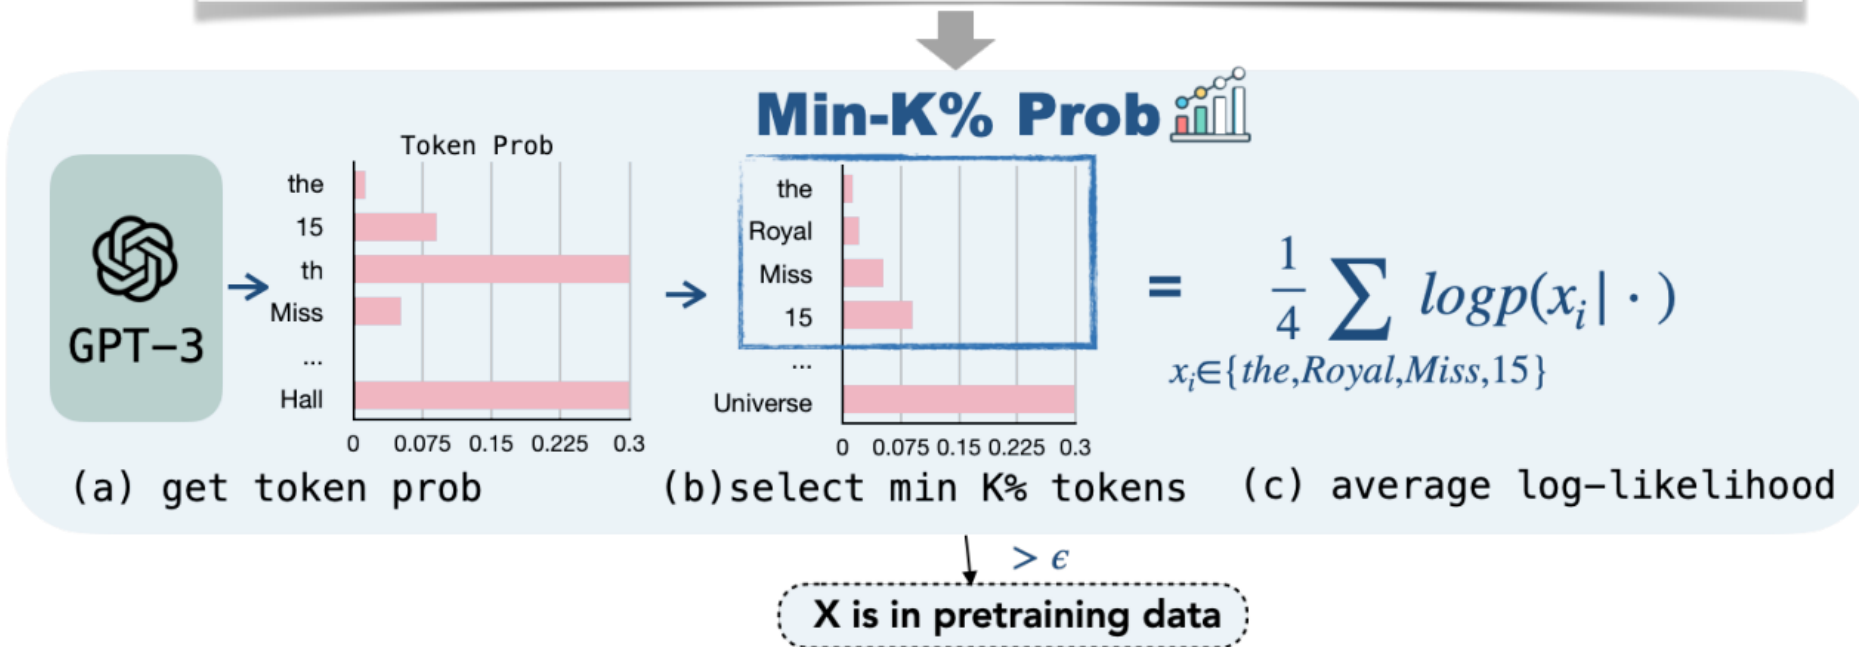 Min-K% Prob
GPT-3
Token Prob
the
15
th
Miss
...
Hall
0 0.075 0.15 0.225 0.3
(a) get token prob
the
Royal
Miss
15
...
Universe
0 0.075 0.15 0.225 0.3
(b)select min K% tokens
= 1/4 ∑ logp(x_i| · )
x_i∈{the,Royal,Miss,15}
(c) average log-likelihood
> ϵ
X is in pretraining data